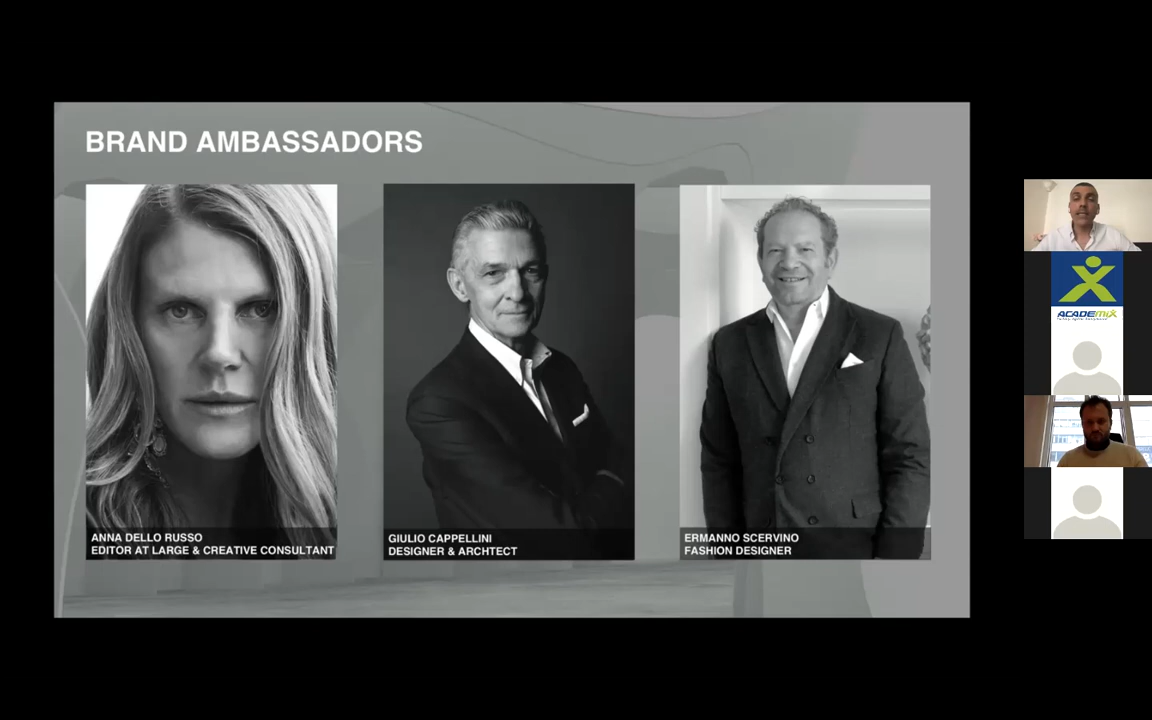 BRAND AMBASSADORS
ANNA DELLO RUSSO
EDITOR AT LARGE & CREATIVE CONSULTANT
GIULIO CAPPELLINI
DESIGNER & ARCHTECT
ERMANNO SCERVINO
FASHION DESIGNER
ACADEMIX